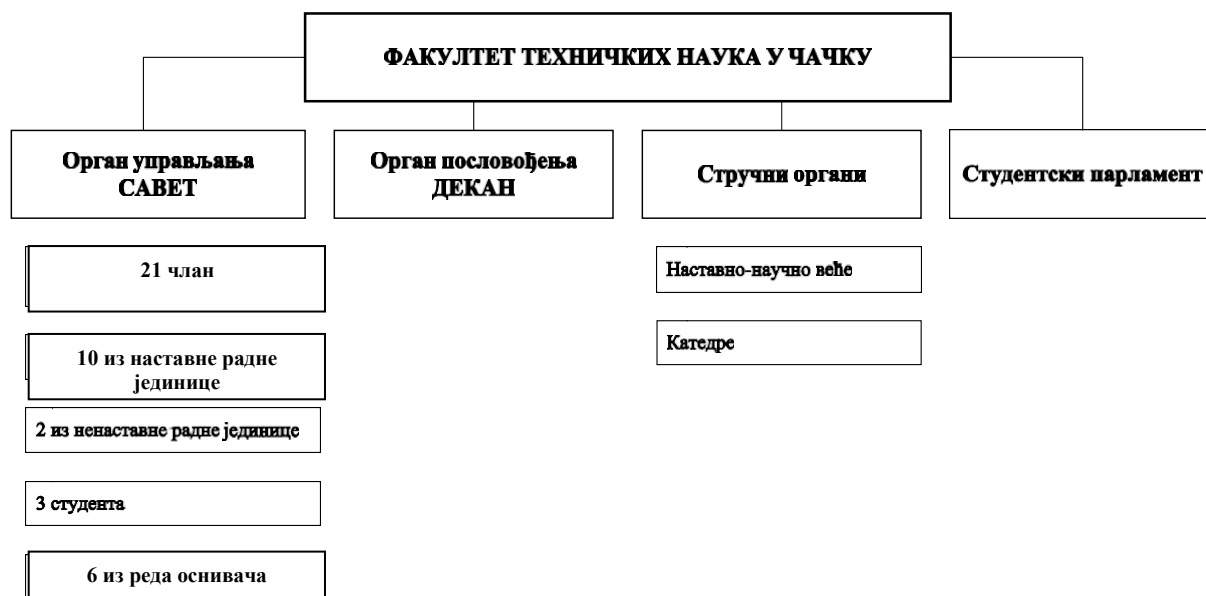 ФАКУЛТЕТ ТЕХНИЧКИХ НАУКА У ЧАЧКУ
Орган управљања
САВЕТ
Орган пословођења
ДЕКАН
Стручни органи
Студентски парламент
21 члан
10 из наставне радне
јединице
2 из ненаставне радне јединице
3 студента
6 из реда оснивача
Наставно-научно веће
Катедре